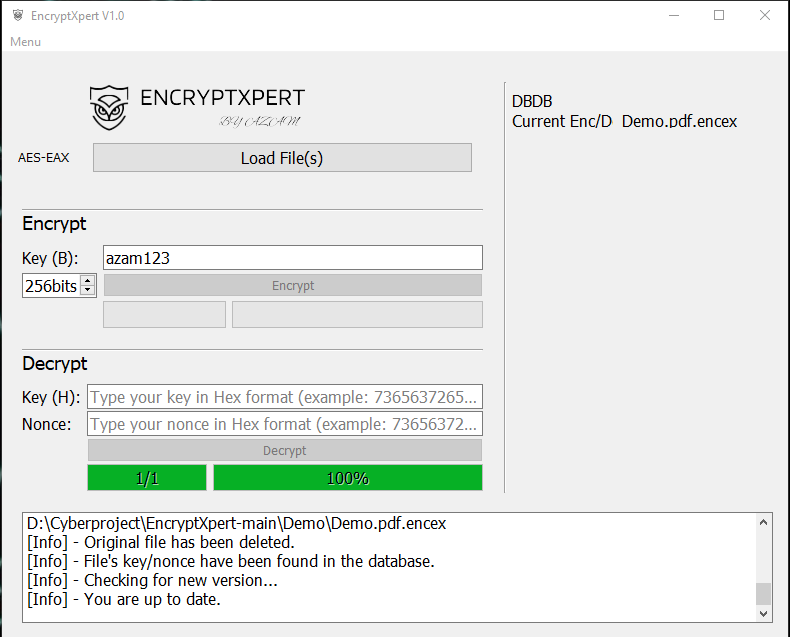 EncryptXpert V1.0
Menu
ENCRYPTXPERT
BY AZAM
AES-EAX
Load File(s)
Encrypt
Key (B):
azam123
256bits
Encrypt
Decrypt
Key (H):
Type your key in Hex format (example: 7365637265...
Nonce:
Type your nonce in Hex format (example: 73656372...
Decrypt
1/1
100%
DBDB
Current Enc/D Demo.pdf.encex
D:\Cyberproject\EncryptXpert-main\Demo\Demo.pdf.encex
[Info] - Original file has been deleted.
[Info] - File's key/nonce have been found in the database.
[Info] - Checking for new version...
[Info] - You are up to date.